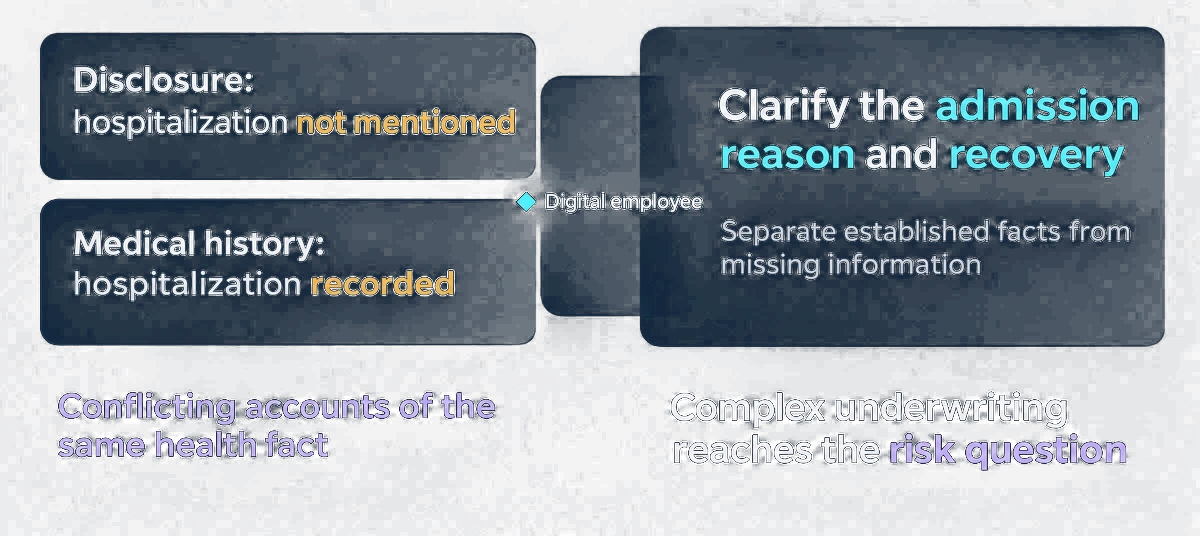 Disclosure:
hospitalization not mentioned
Medical history:
hospitalization recorded
Digital employee
Clarify the admission
reason and recovery
Separate established facts from
missing information
Conflicting accounts of the
same health fact
Complex underwriting
reaches the risk question